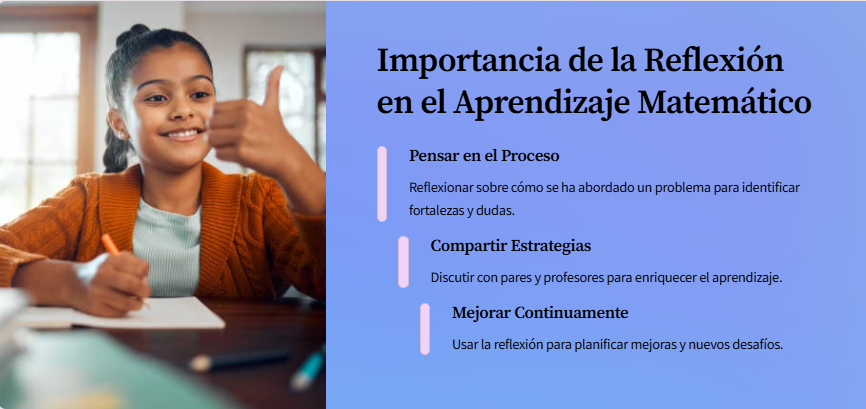 Importancia de la Reflexión
en el Aprendizaje Matemático
Pensar en el Proceso
Reflexionar sobre cómo se ha abordado un problema para identificar
fortalezas y dudas.
Compartir Estrategias
Discutir con pares y profesores para enriquecer el aprendizaje.
Mejorar Continuamente
Usar la reflexión para planificar mejoras y nuevos desafíos.